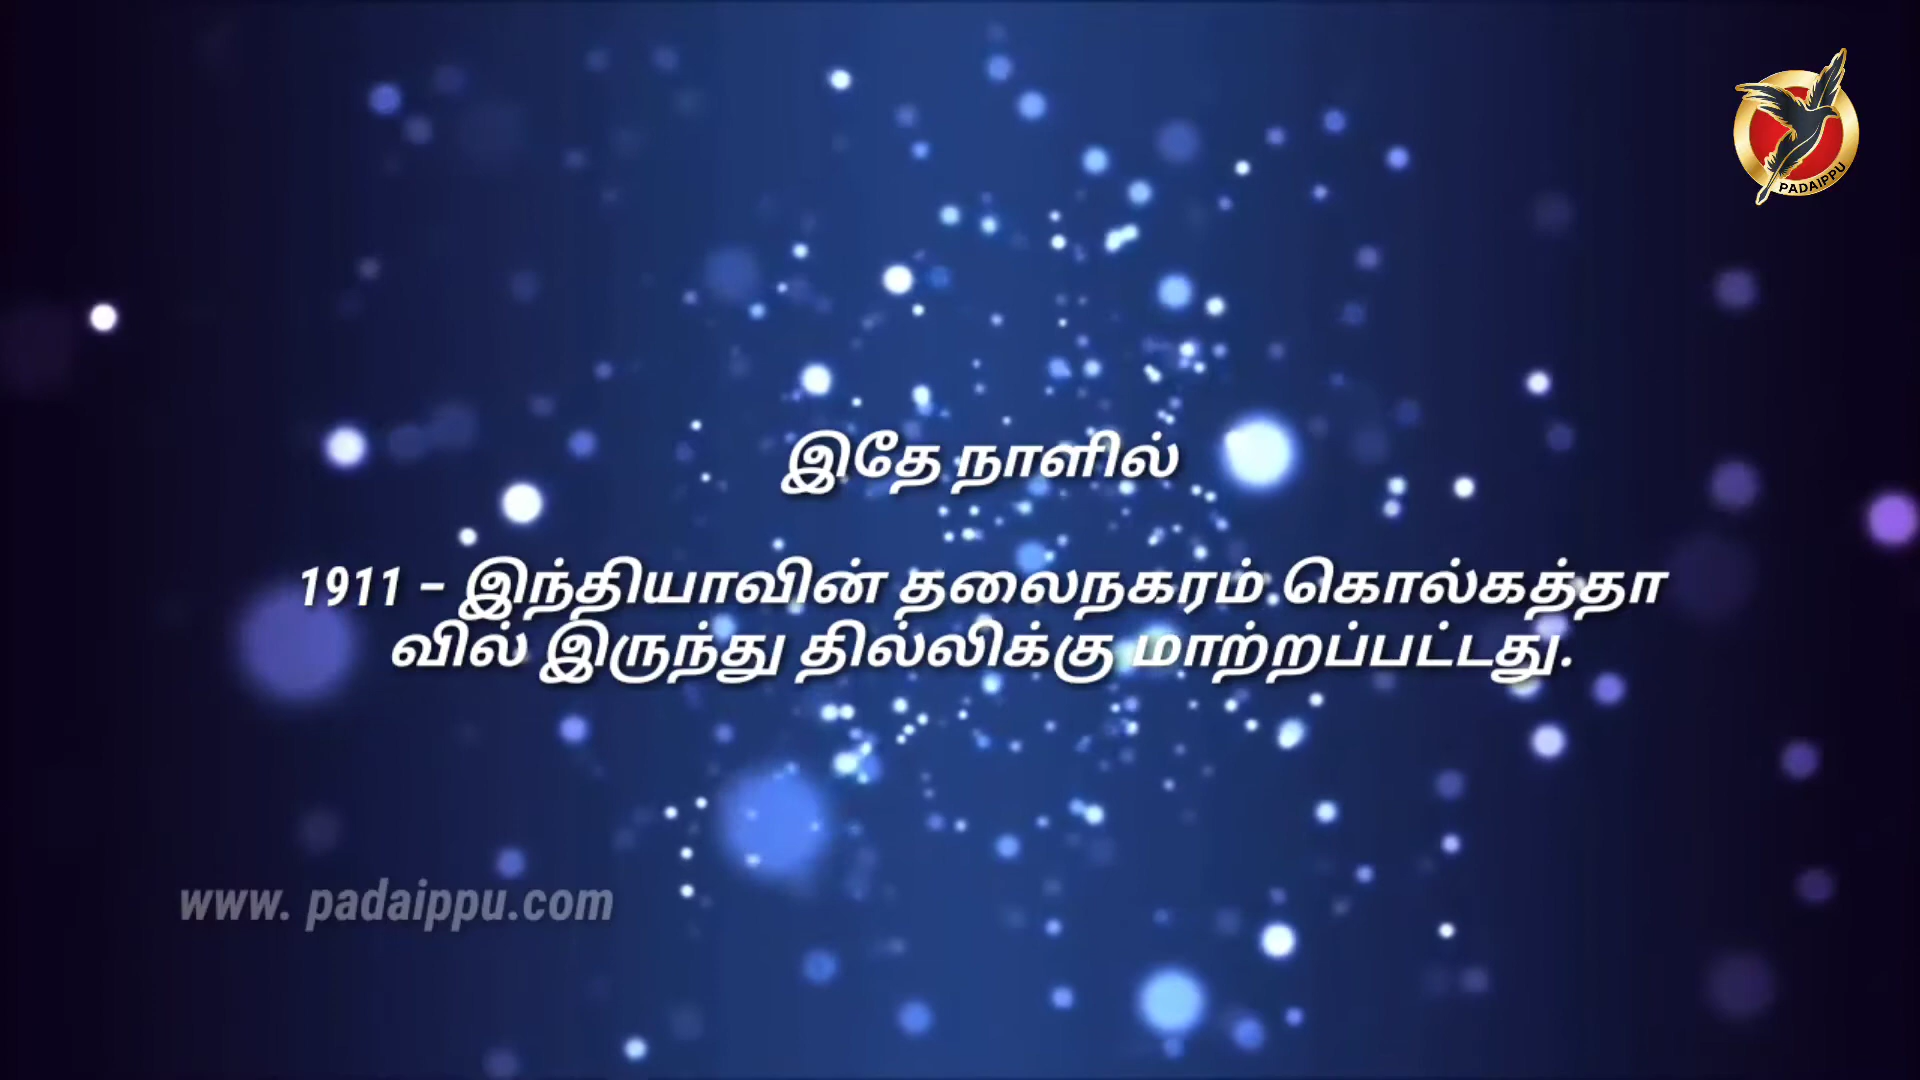 PADAIPPU
இதே நாளில்
1911 – இந்தியாவின் தலைநகரம் கொல்கத்தா
வில் இருந்து தில்லிக்கு மாற்றப்பட்டது.
www. padaippu.com